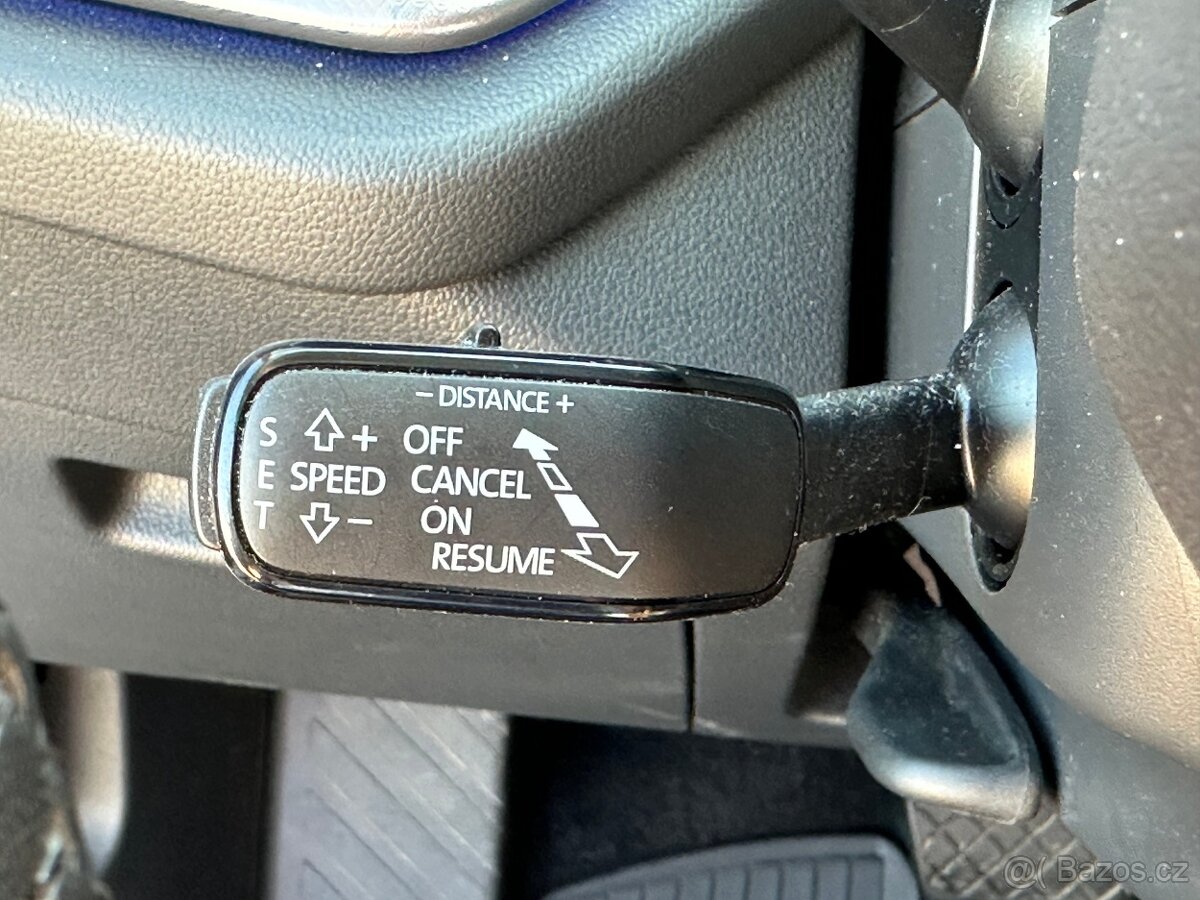 - DISTANCE +
S + OFF
E SPEED CANCEL
T - ON
RESUME
@( Bazos.cz